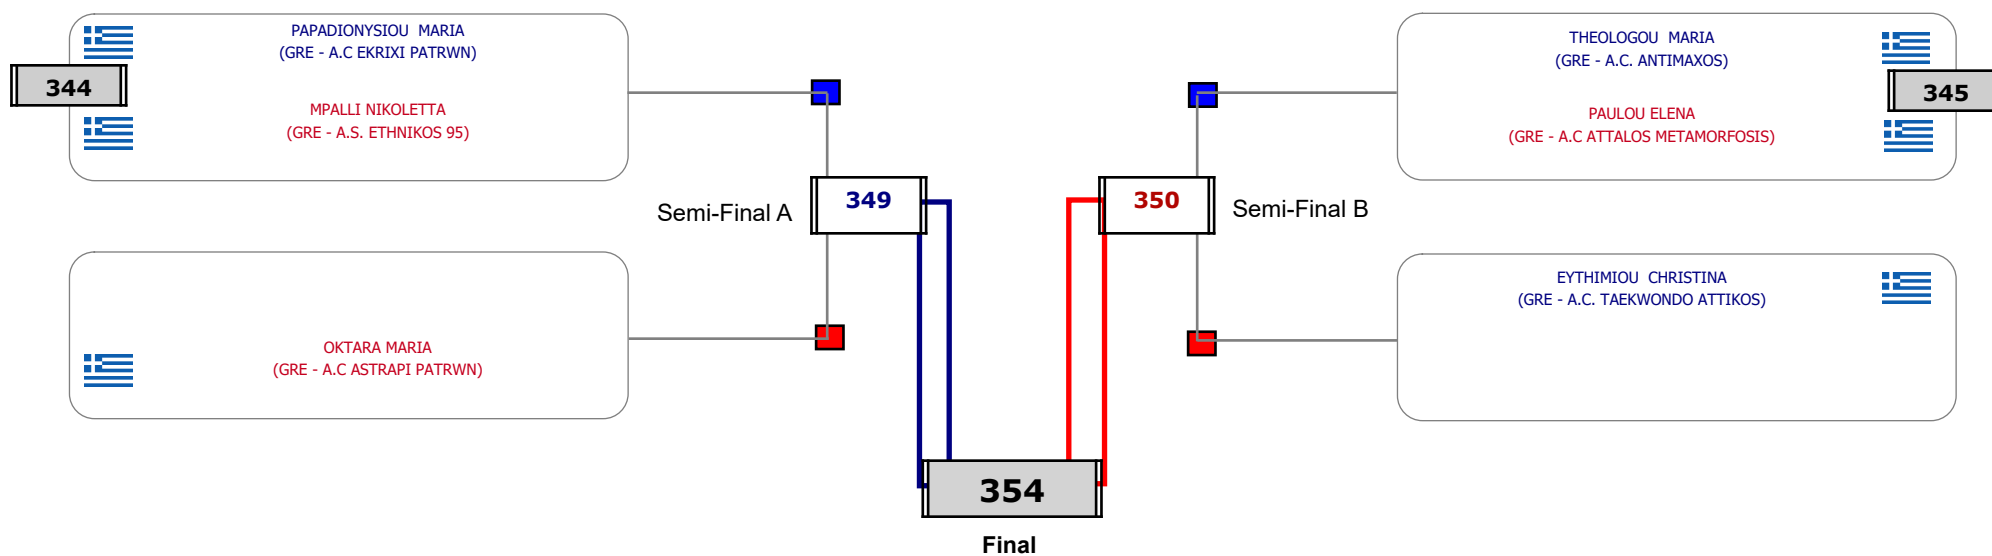 PAPADIONYSIOU MARIA
(GRE - A.C EKRIXI PATRWN)
344
MPALLI NIKOLETTA
(GRE - A.S. ETHNIKOS 95)
THEOLOGOU MARIA
(GRE - A.C. ANTIMAXOS)
345
PAULOU ELENA
(GRE - A.C ATTALOS METAMORFOSIS)
Semi-Final A
349
350
Semi-Final B
OKTARA MARIA
(GRE - A.C ASTRAPI PATRWN)
EYTHIMIOU CHRISTINA
(GRE - A.C. TAEKWONDO ATTIKOS)
354
Final